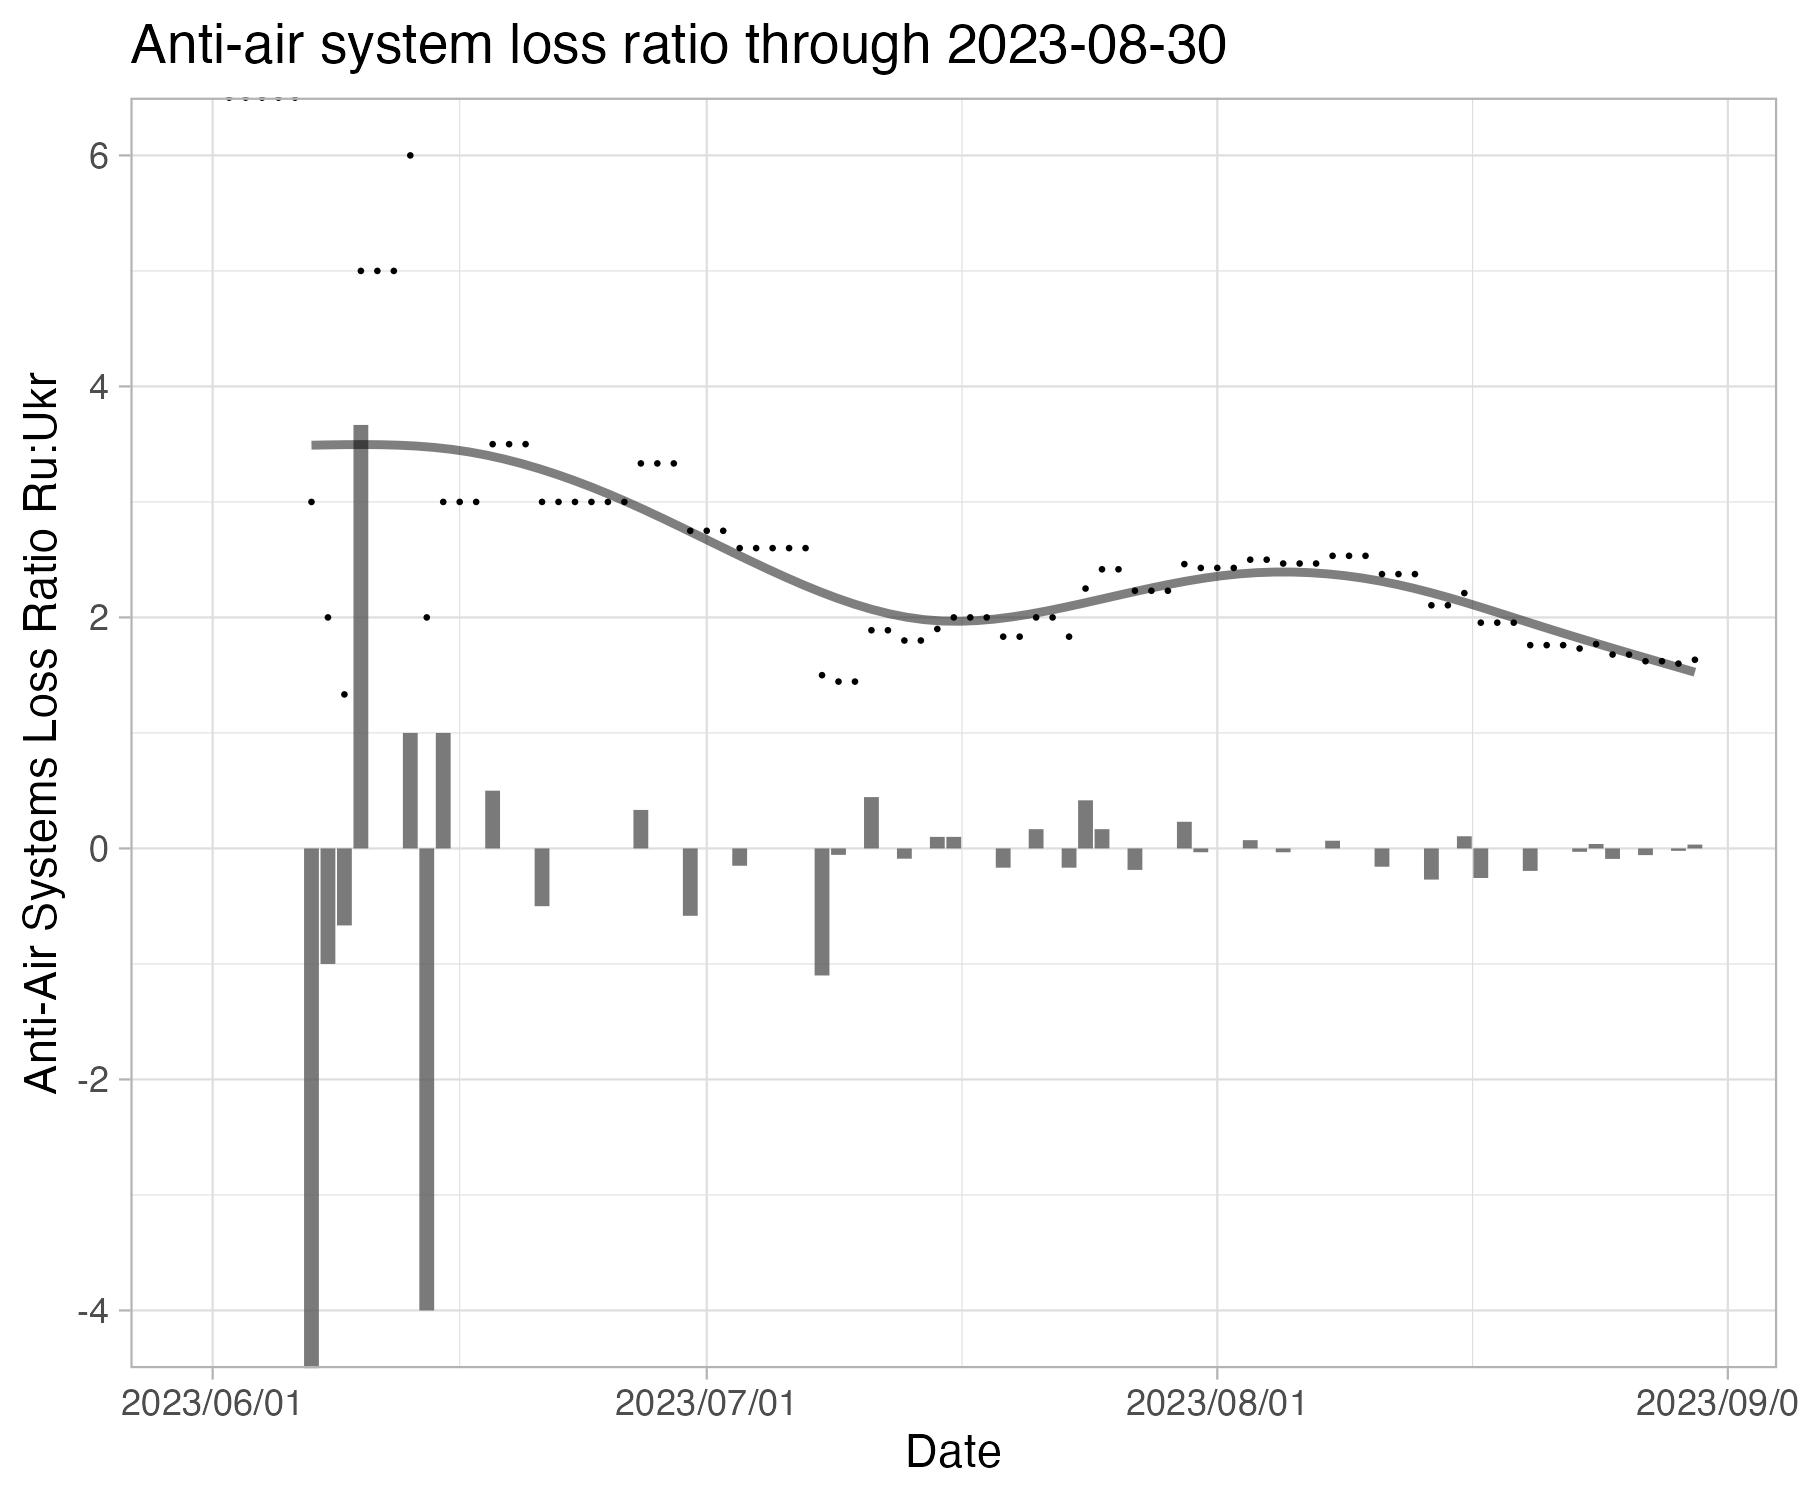 Anti-air system loss ratio through 2023-08-30
Anti-Air Systems Loss Ratio Ru:Ukr
6
4
2
0
-2
-4
2023/06/01 2023/07/01 2023/08/01 2023/09/0
Date